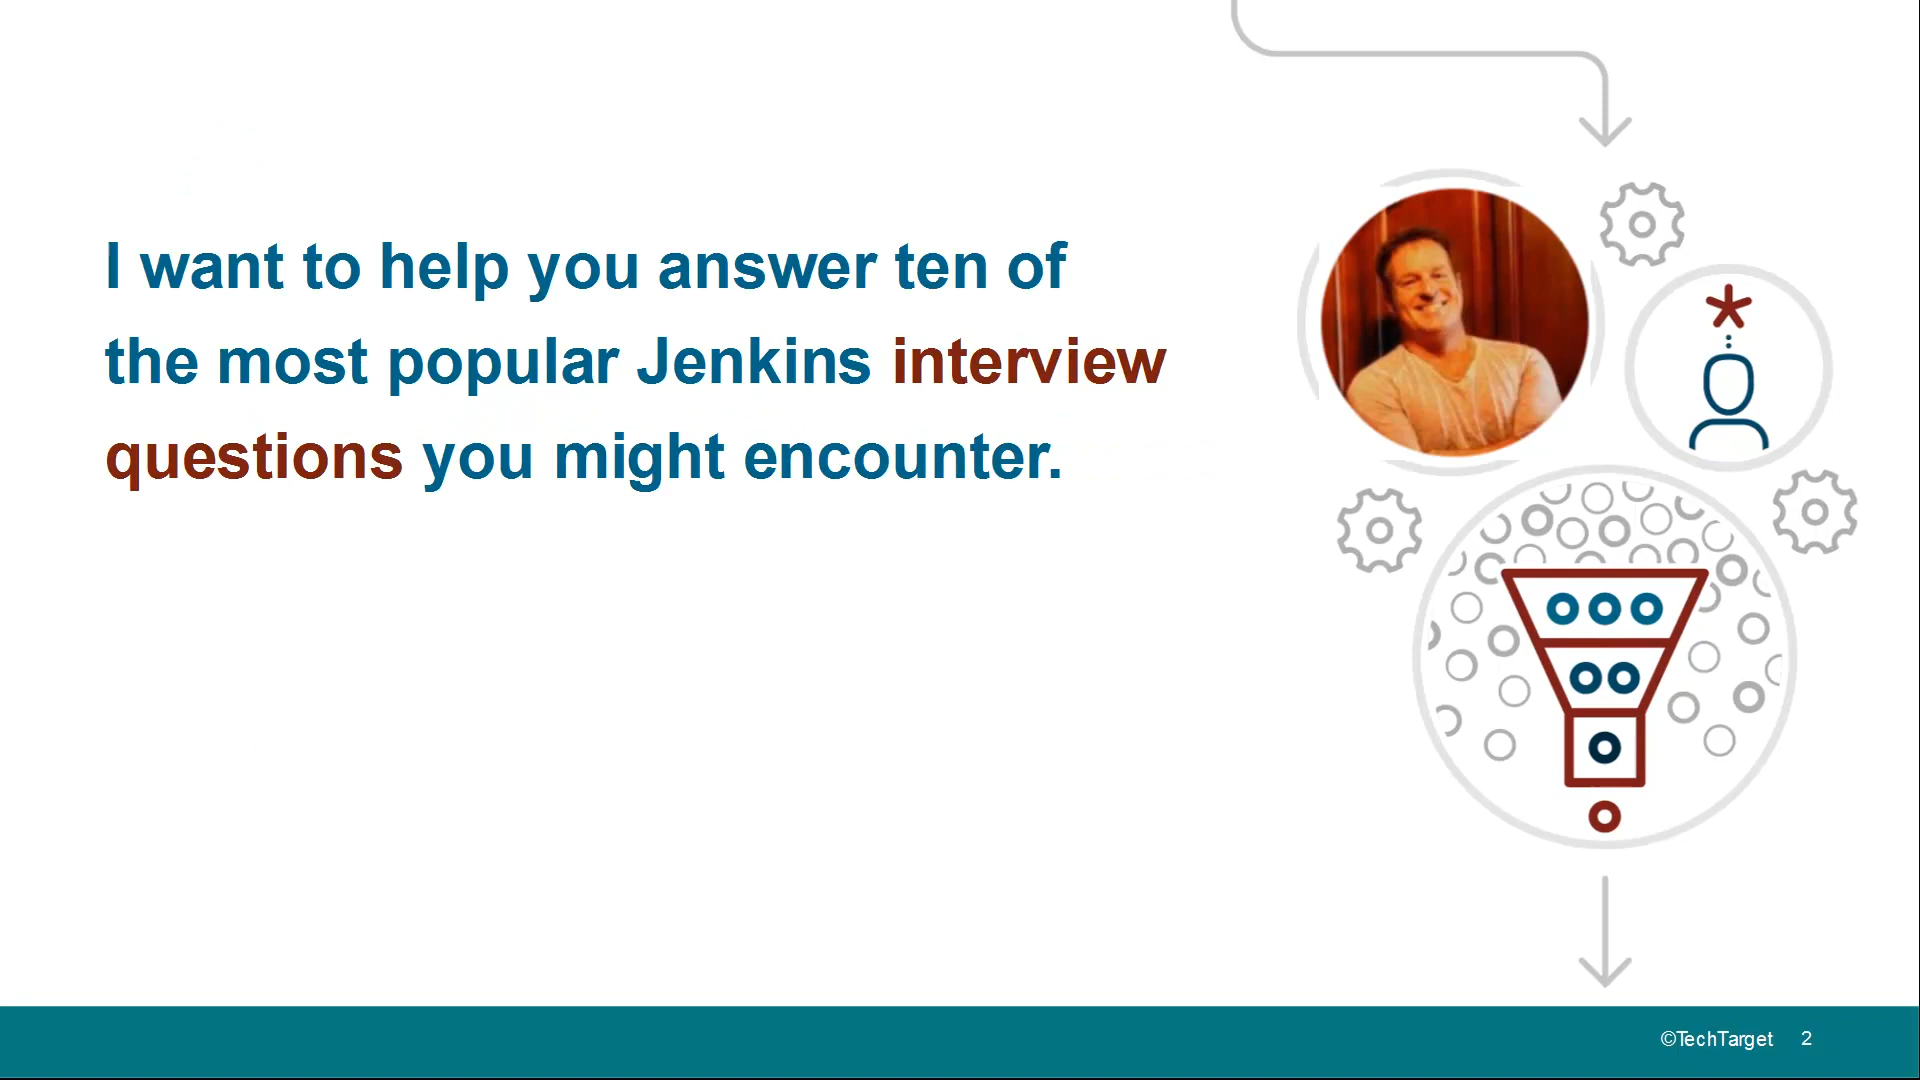 I want to help you answer ten of
the most popular Jenkins interview
questions you might encounter.
©TechTarget 2